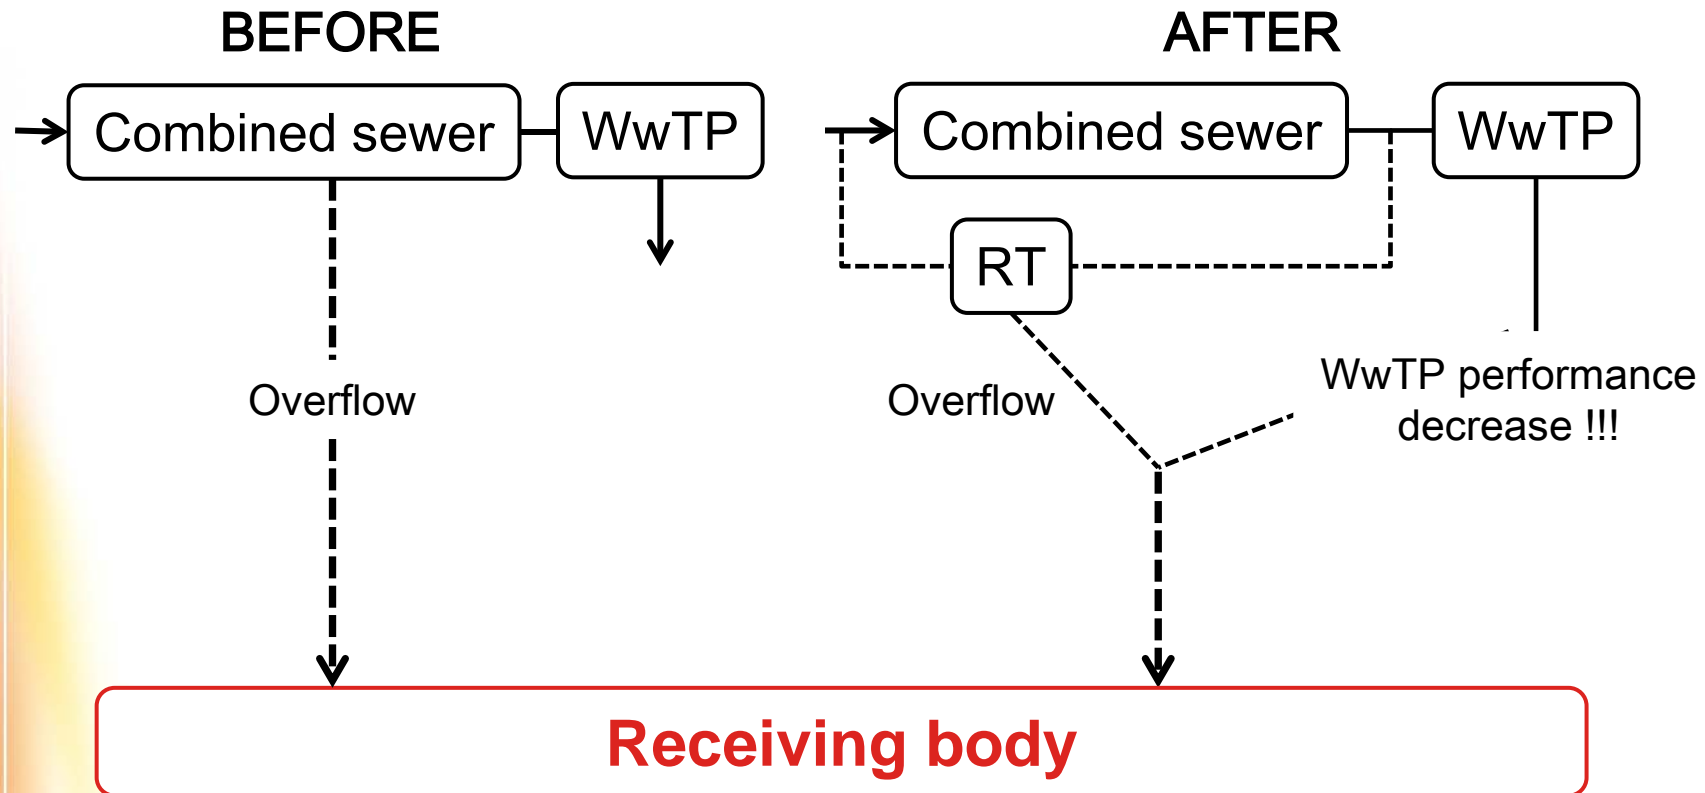 BEFORE
Combined sewer
WwTP
Overflow
AFTER
Combined sewer
WwTP
RT
Overflow
WwTP performance
decrease !!!
Receiving body